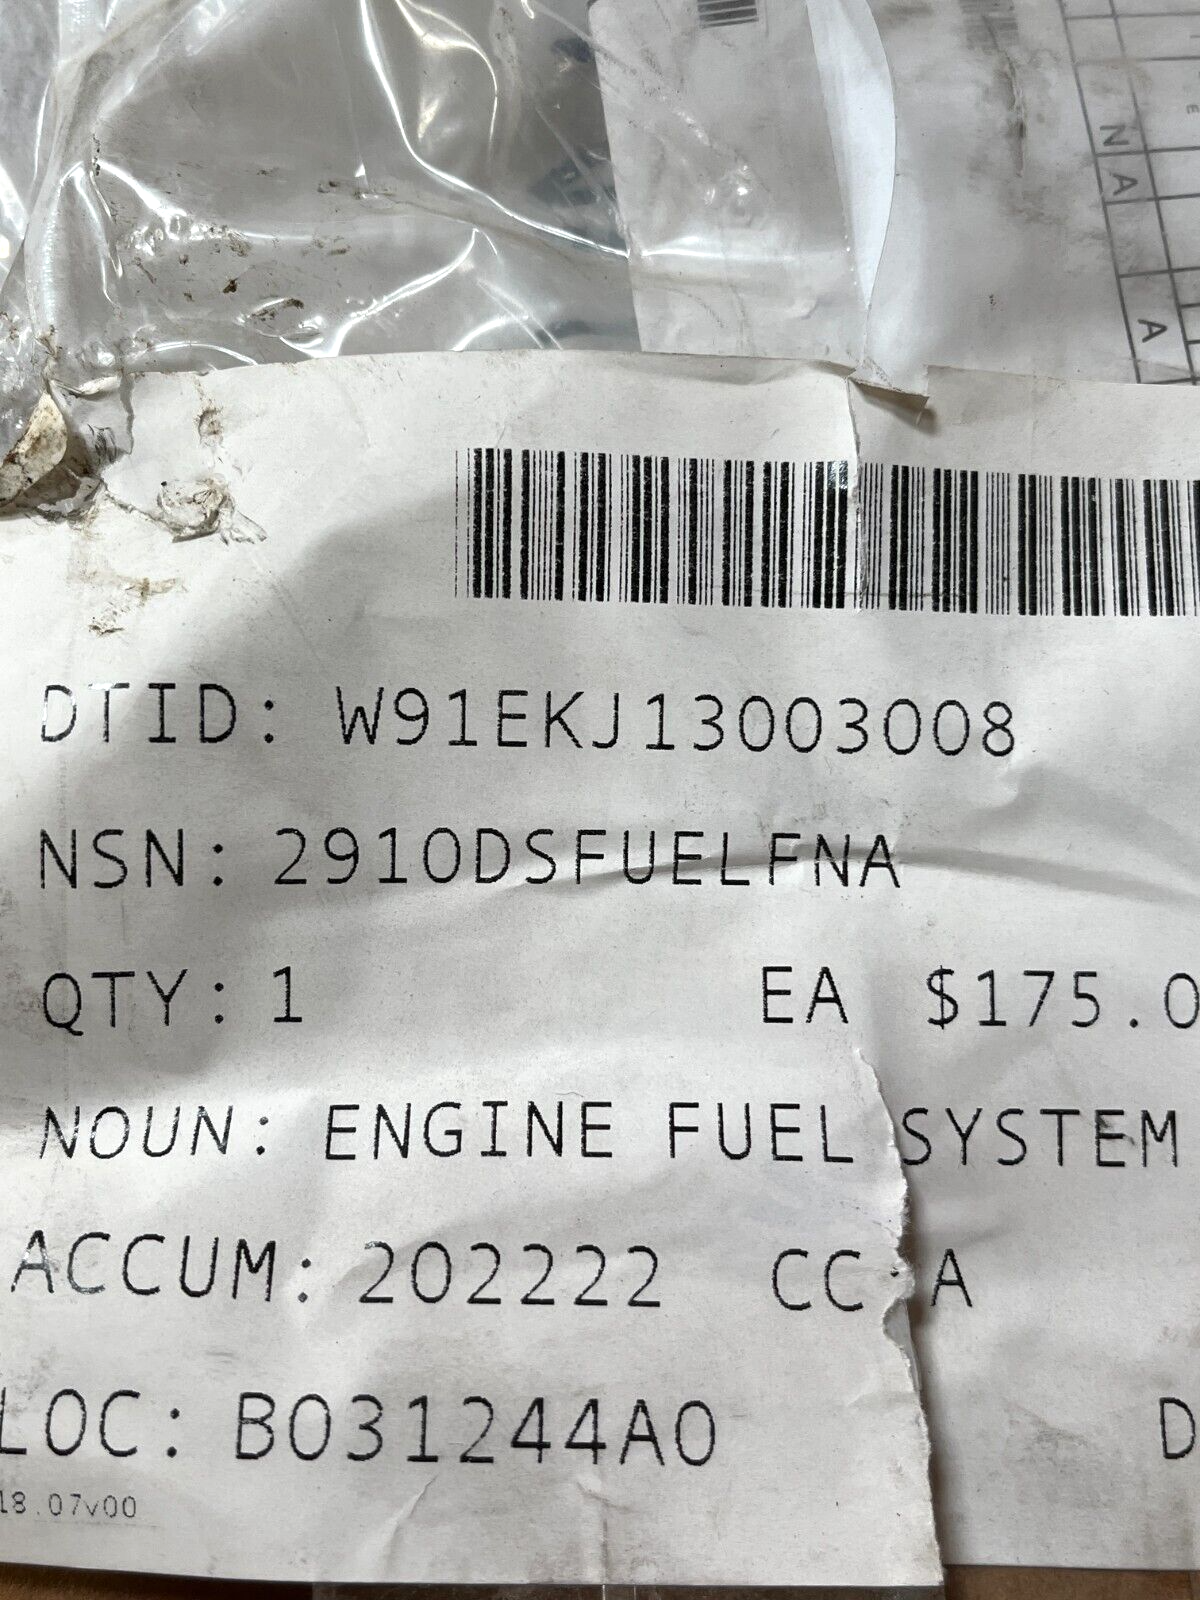 N A
A
DTID: W91EKJ13003008
NSN: 2910DSFUELFNA
QTY: 1 EA $175.0
NOUN: ENGINE FUEL SYSTEM
ACCUM: 202222 CC: A
LOC: B031244A0 D
18.07v00